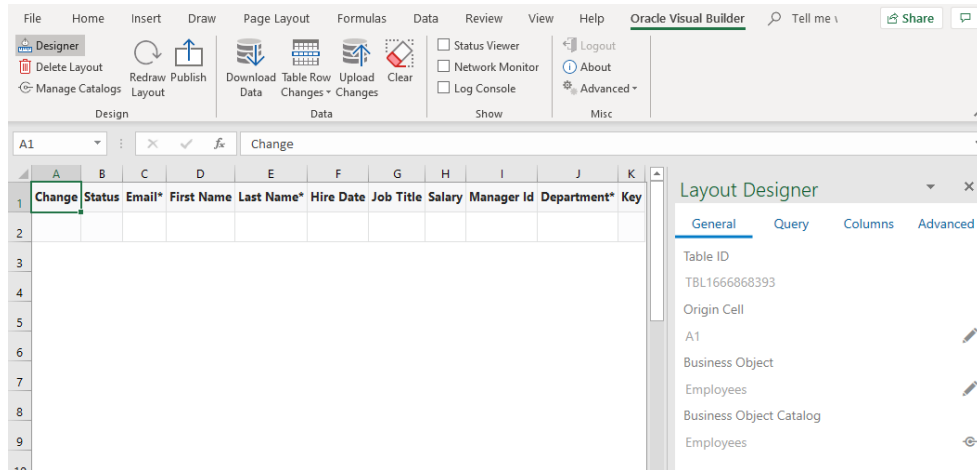 File Home Insert Draw Page Layout Formulas Data Review View Help Oracle Visual Builder Tell me Share
Designer
Delete Layout
Manage Catalogs
Redraw Layout
Publish
Design
Download Data
Table Row Changes
Upload Changes
Clear
Data
Status Viewer
Network Monitor
Log Console
Show
Logout
About
Advanced
Misc
A1 fx Change
A B C D E F G H I J K
1 Change Status Email* First Name Last Name* Hire Date Job Title Salary Manager Id Department* Key
2
3
4
5
6
7
8
9
Layout Designer
General Query Columns Advanced
Table ID
TBL1666868393
Origin Cell
A1
Business Object
Employees
Business Object Catalog
Employees